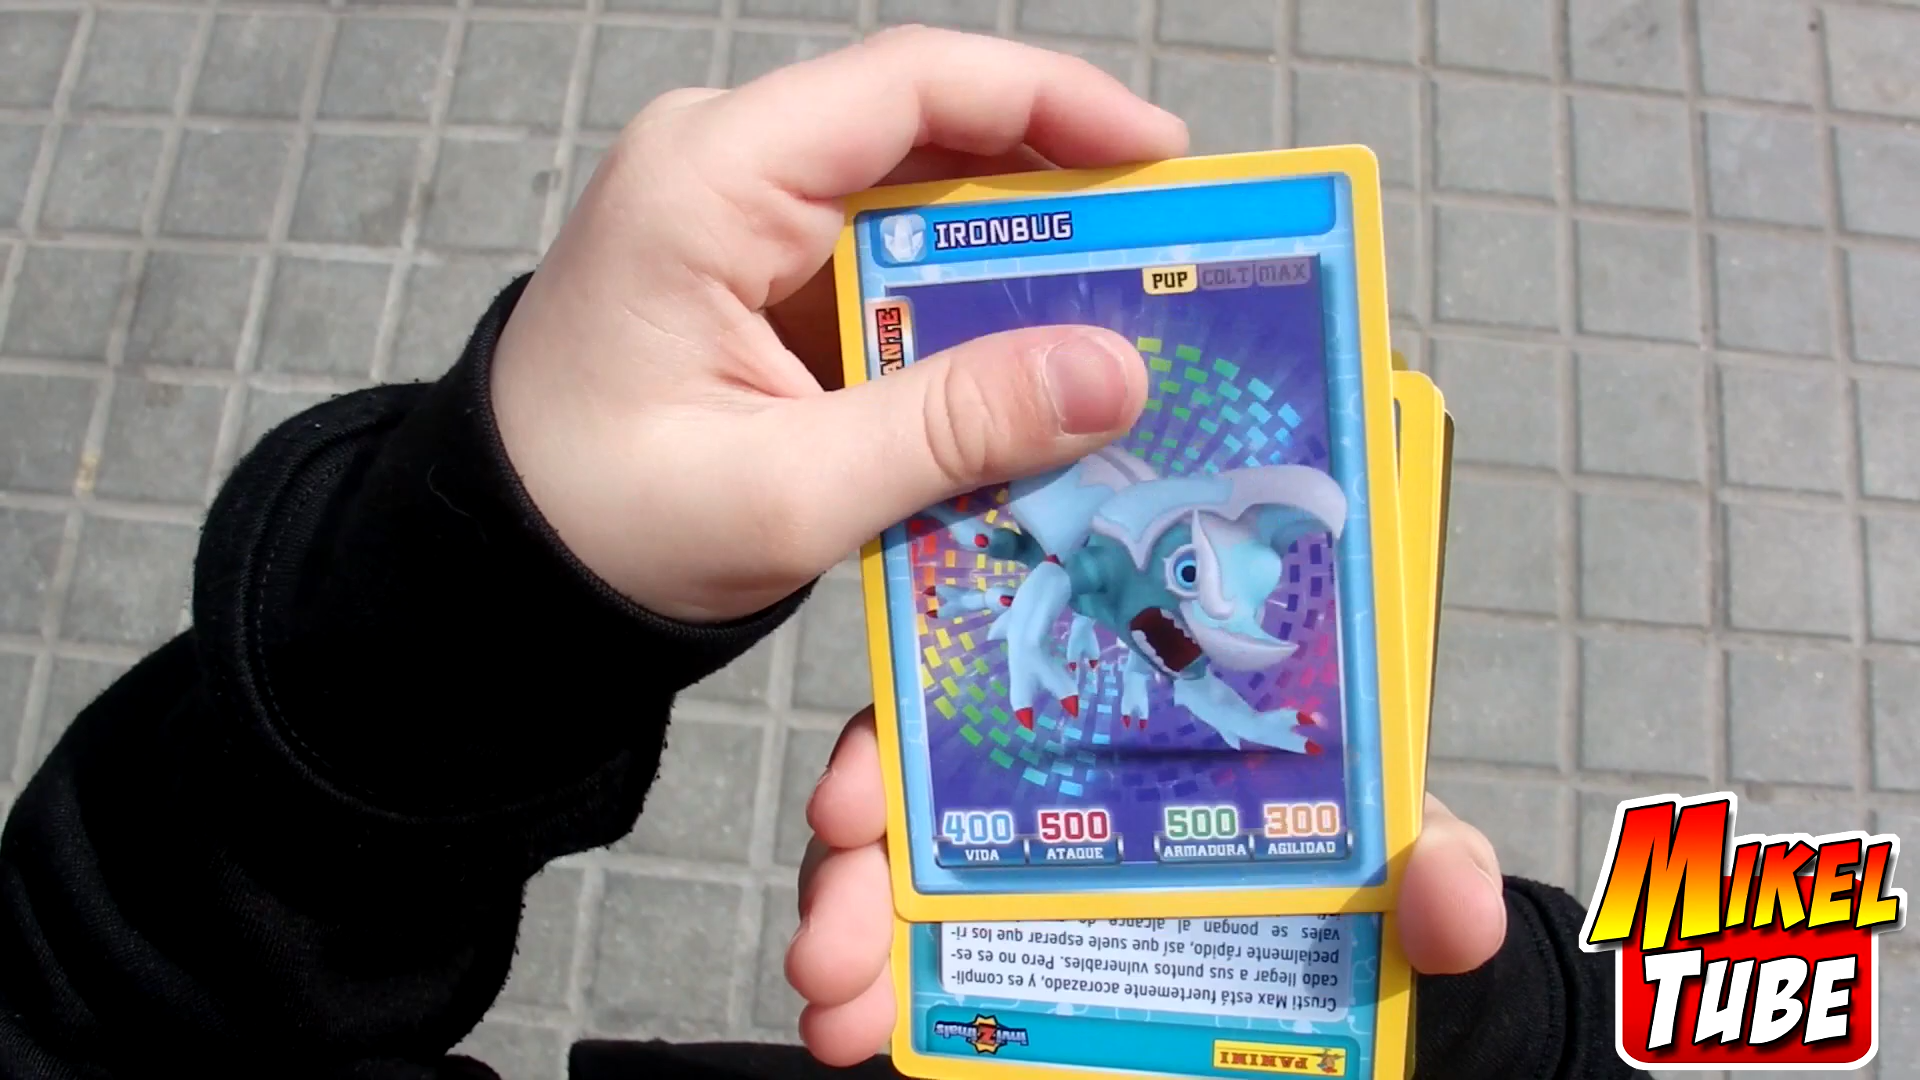 IRONBUG
PUP COLT MAX
ANTE
400 500 500 300
VIDA ATAQUE ARMADURA AGILIDAD
Crusti Max está fuertemente acorazado, y es compli-
cado llegar a sus puntos vulnerables. Pero no es es-
pecialmente rápido, así que suele esperar que los ri-
vales se pongan al alcance de
inviZimals
PANINI
MIKEL
TUBE